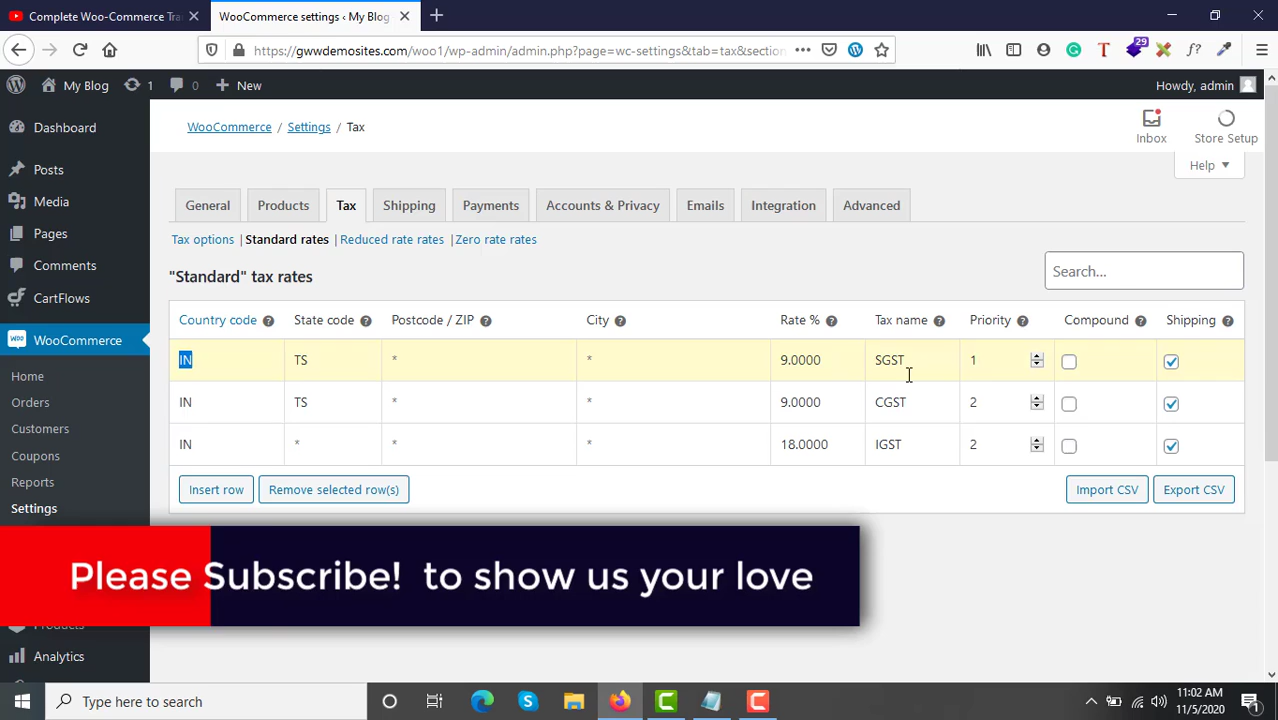 Complete Woo-Commerce Tra
WooCommerce settings ‹ My Blog
https://gwwdemosites.com/woo1/wp-admin/admin.php?page=wc-settings&tab=tax&section
29
T
f?
My Blog
1
0
New
Howdy, admin
Dashboard
Posts
Media
Pages
Comments
CartFlows
WooCommerce
Home
Orders
Customers
Coupons
Reports
Settings
Analytics
WooCommerce / Settings / Tax
Inbox
Store Setup
Help
General
Products
Tax
Shipping
Payments
Accounts & Privacy
Emails
Integration
Advanced
Tax options | Standard rates | Reduced rate rates | Zero rate rates
"Standard" tax rates
Search...
Country code ? State code ? Postcode / ZIP ? City ? Rate % ? Tax name ? Priority ? Compound ? Shipping ?
IN TS * * 9.0000 SGST 1
IN TS * * 9.0000 CGST 2
IN * * * 18.0000 IGST 2
Insert row
Remove selected row(s)
Import CSV
Export CSV
Please Subscribe! to show us your love
Type here to search
11:02 AM
11/5/2020
1